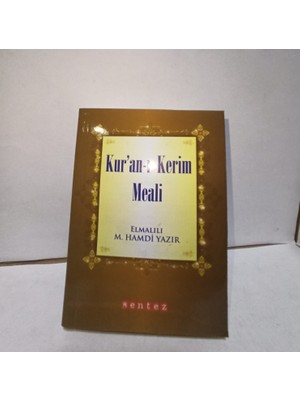 Kur'an-ı Kerim
Meali
ELMALILI
M. HAMDİ YAZIR
sentez